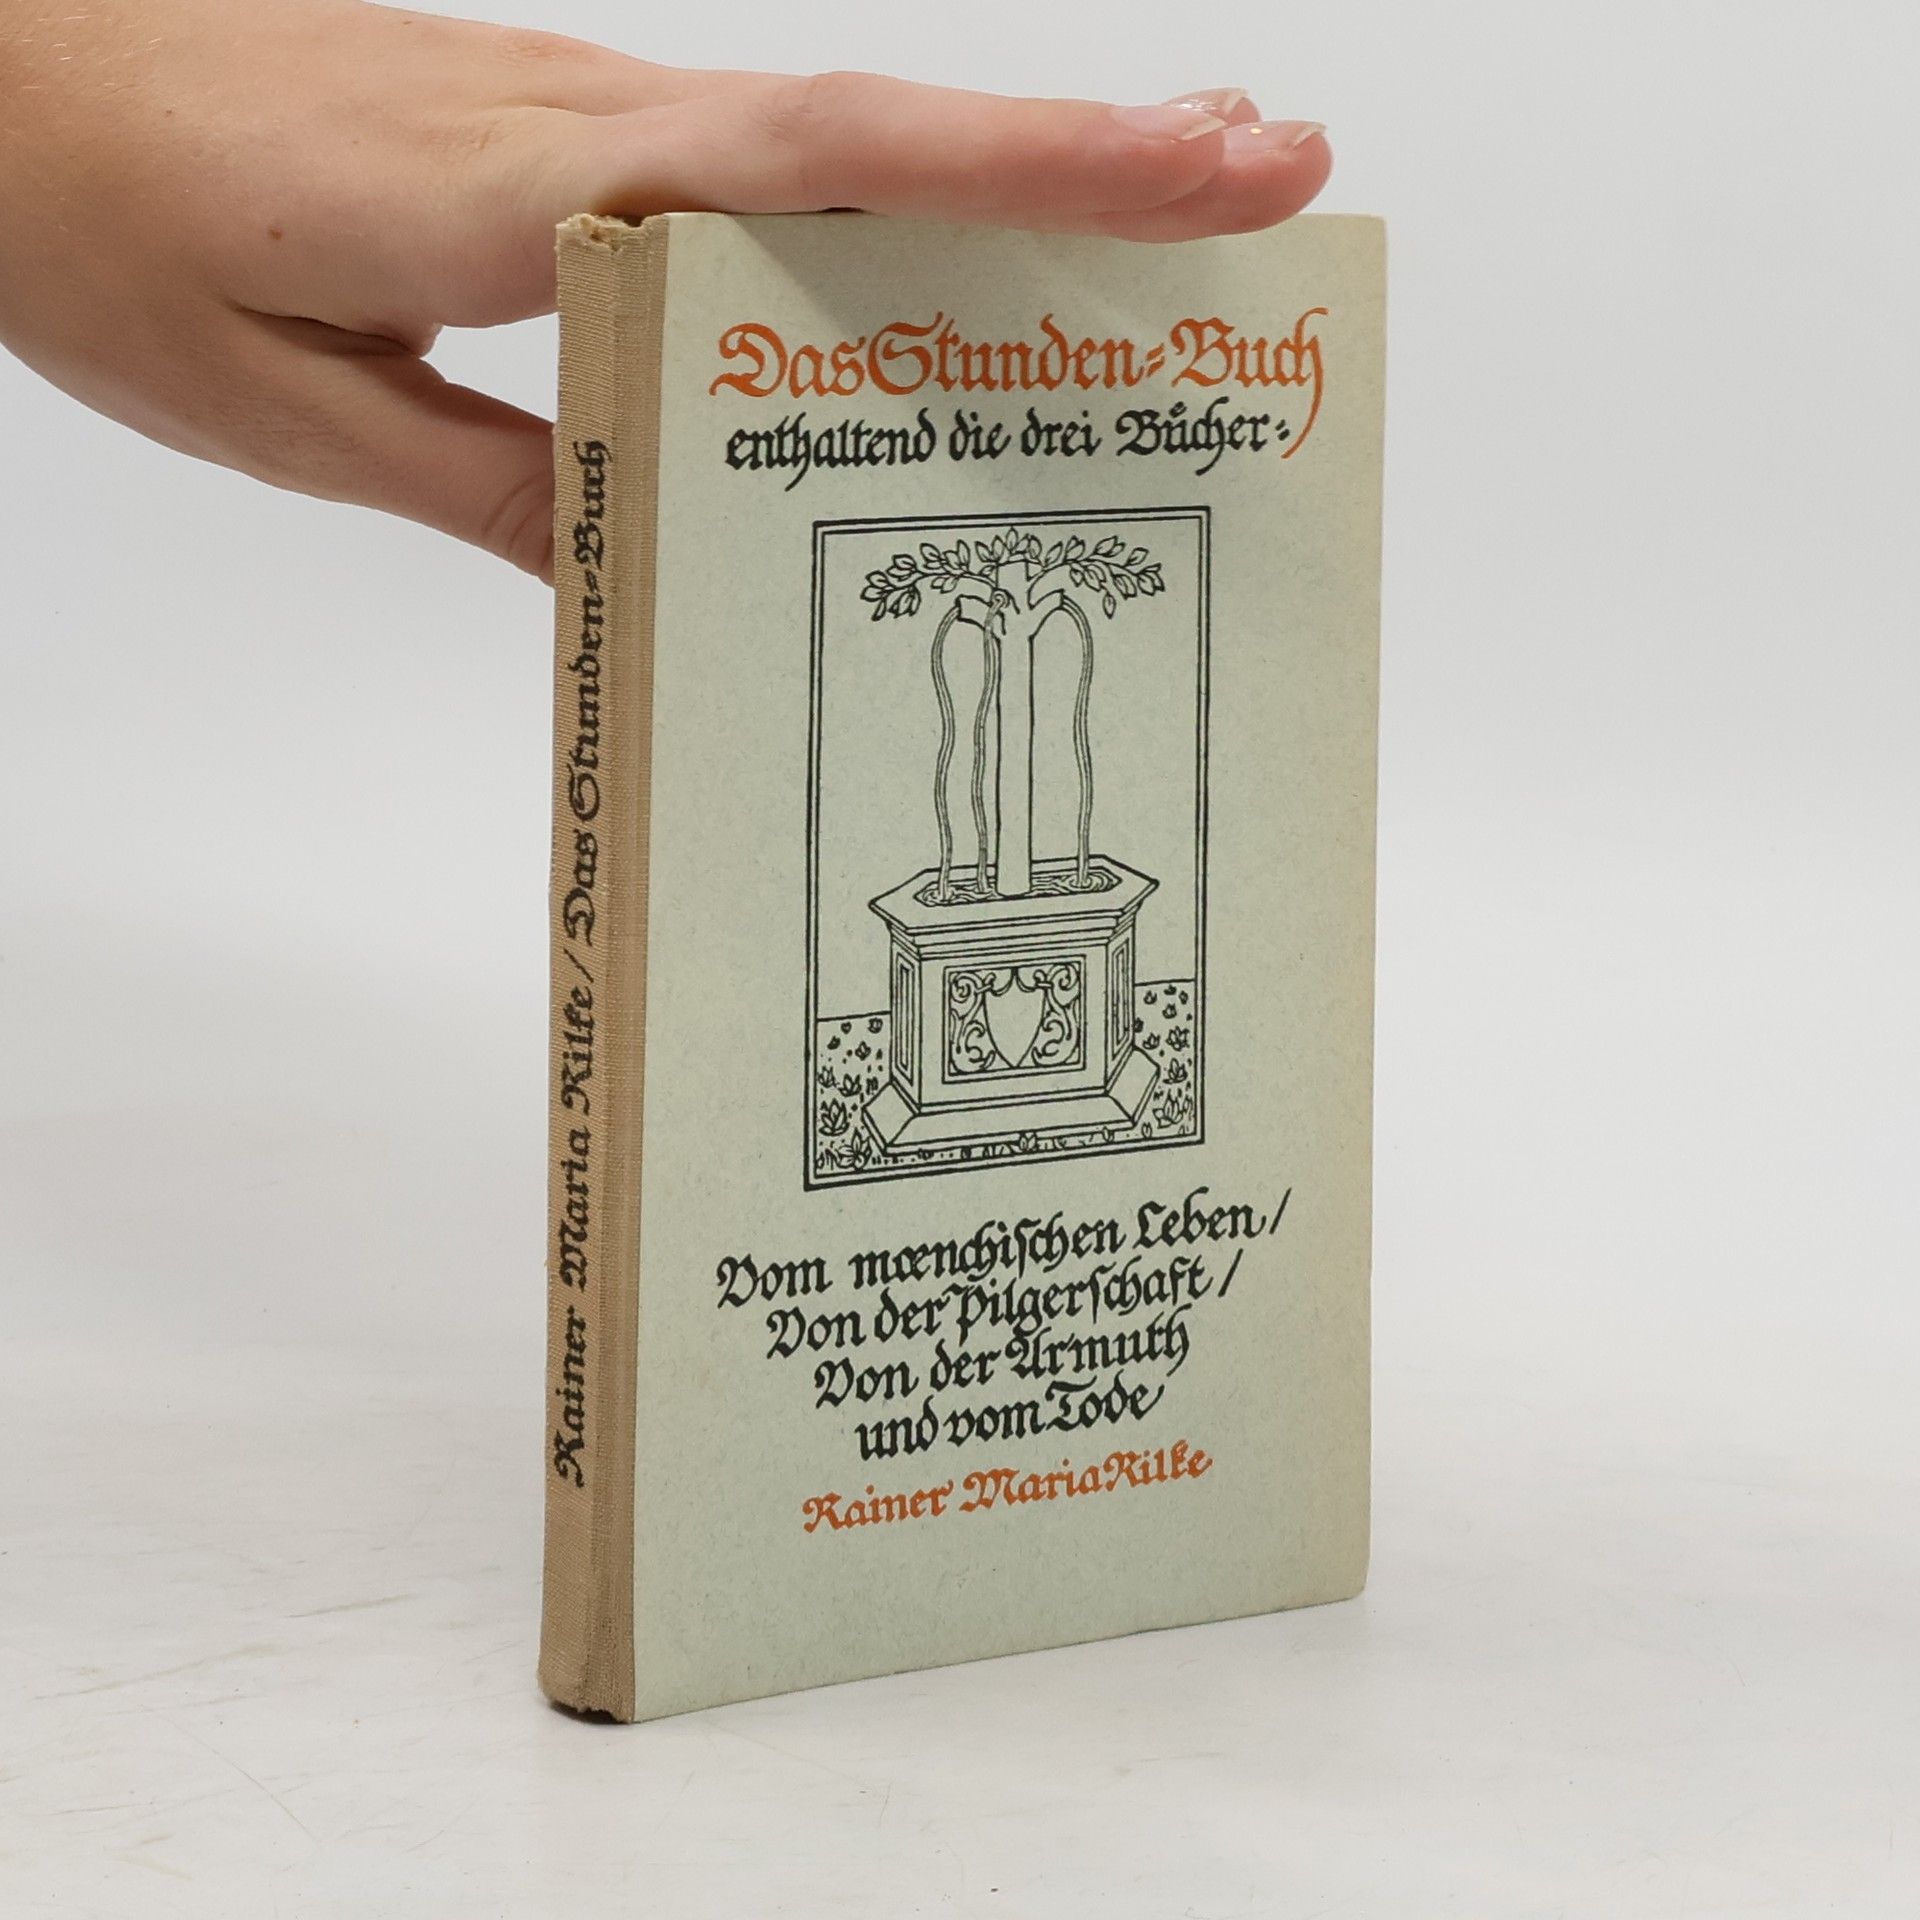 Das Stunden=Buch
enthaltend die drei Bücher=
Vom mœnchiſchen Leben/
Von der Pilgerſchaft/
Von der Armuth
und vom Tode
Rainer Maria Rilke
Rainer Maria Rilke/Das Stunden=Buch